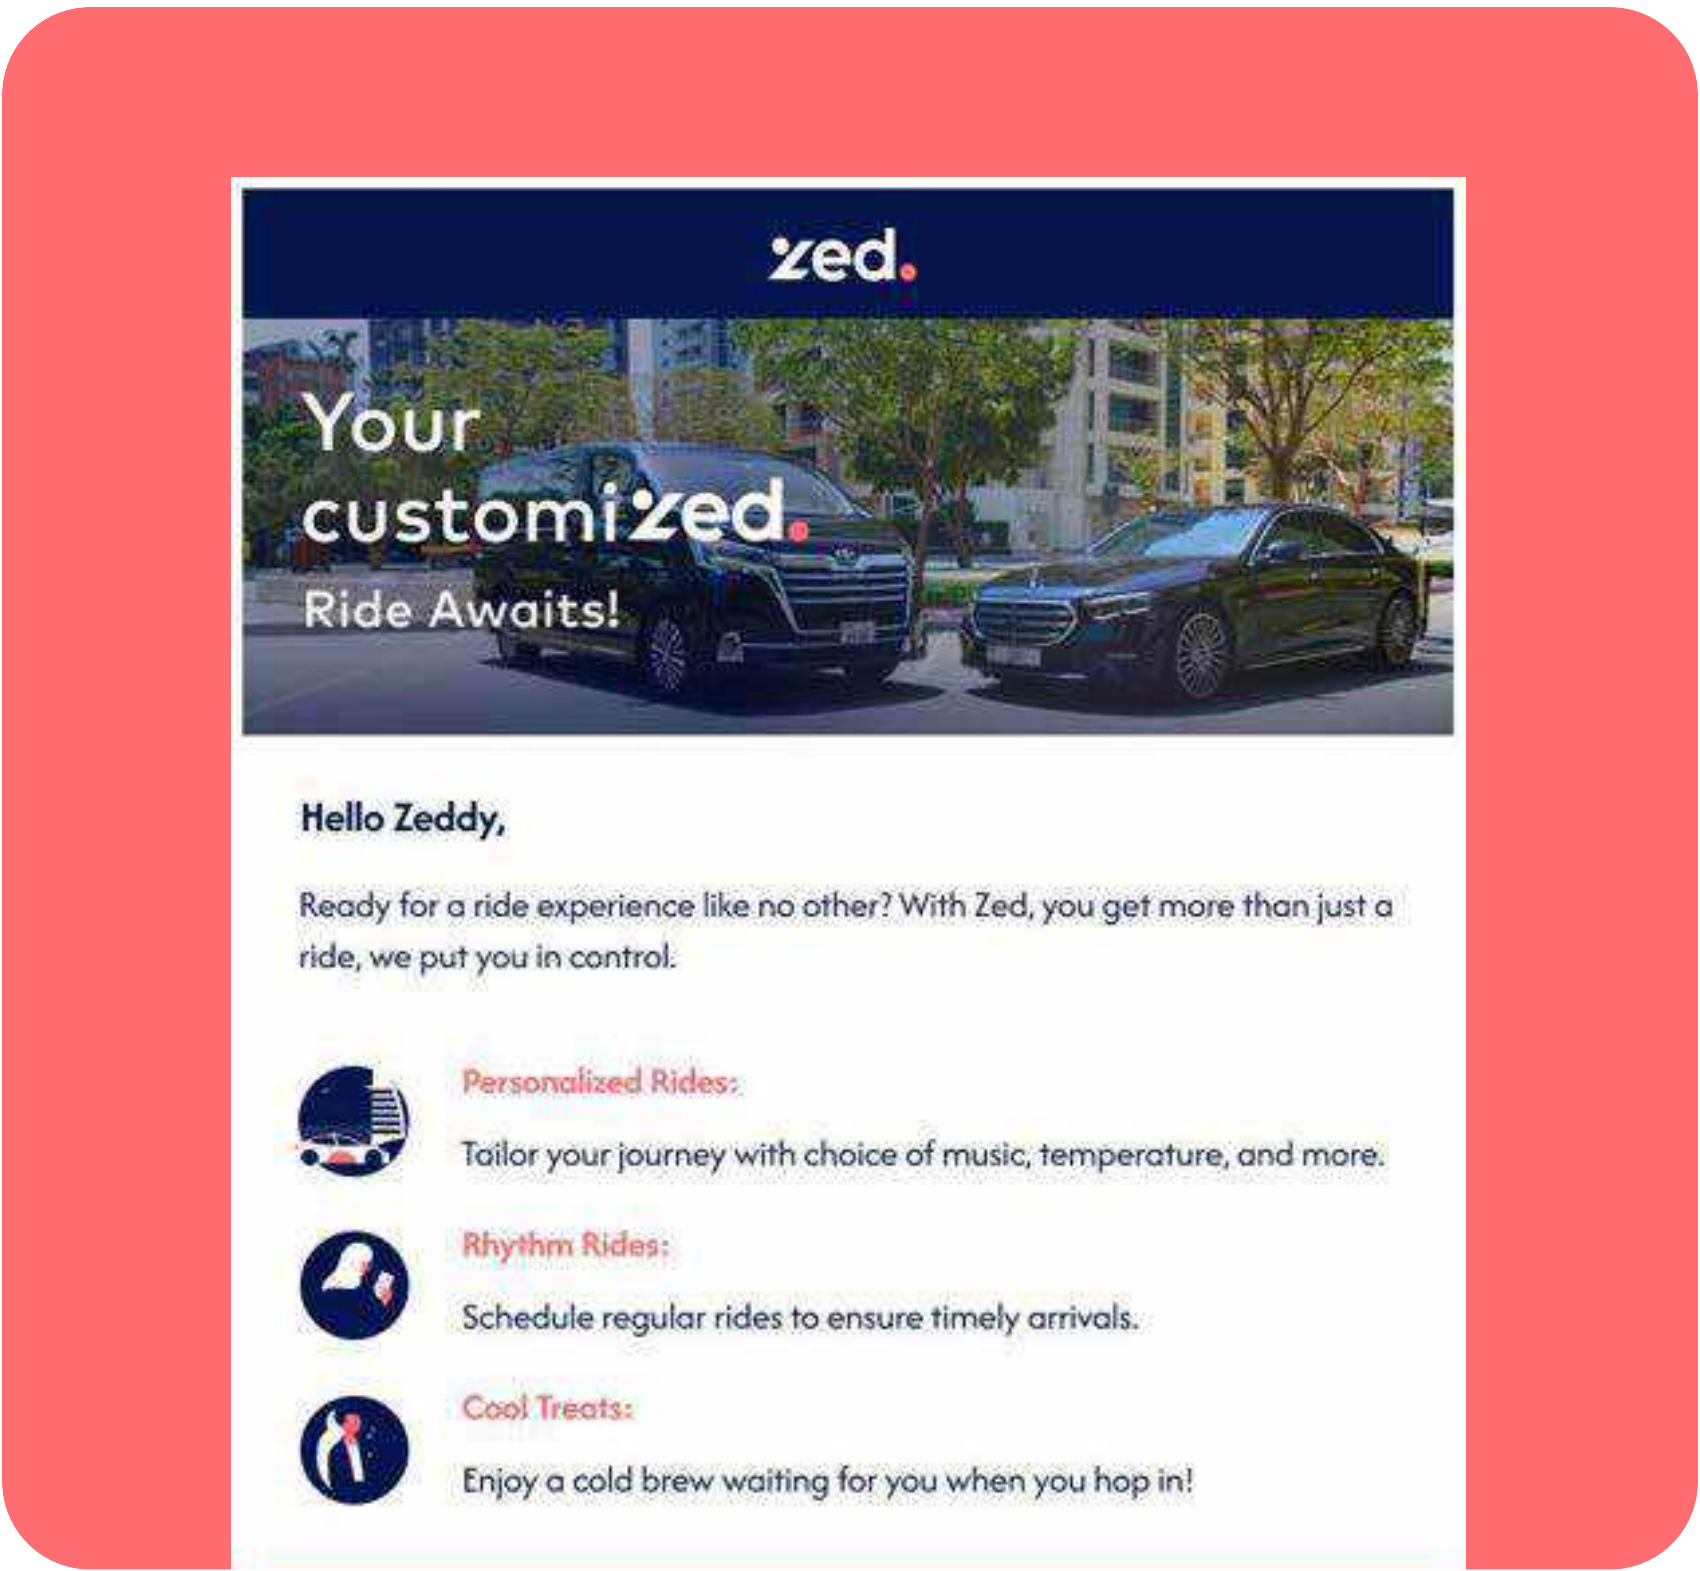 zed.
Your
customized.
Ride Awaits!
Hello Zeddy,
Ready for a ride experience like no other? With Zed, you get more than just a
ride, we put you in control.
Personalized Rides:
Tailor your journey with choice of music, temperature, and more.
Rhythm Rides:
Schedule regular rides to ensure timely arrivals.
Cool Treats:
Enjoy a cold brew waiting for you when you hop in!